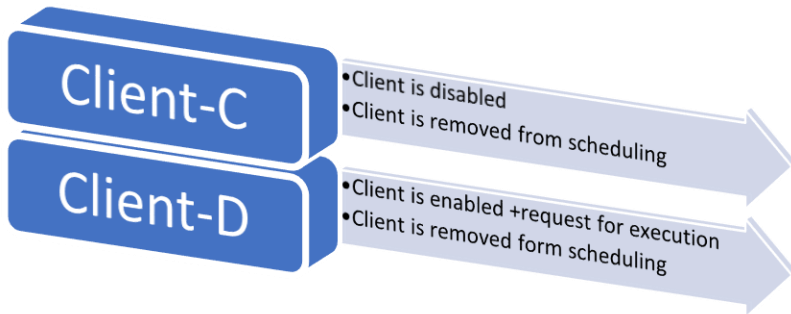 Client-C
•Client is disabled
•Client is removed from scheduling
Client-D
•Client is enabled +request for execution
•Client is removed form scheduling